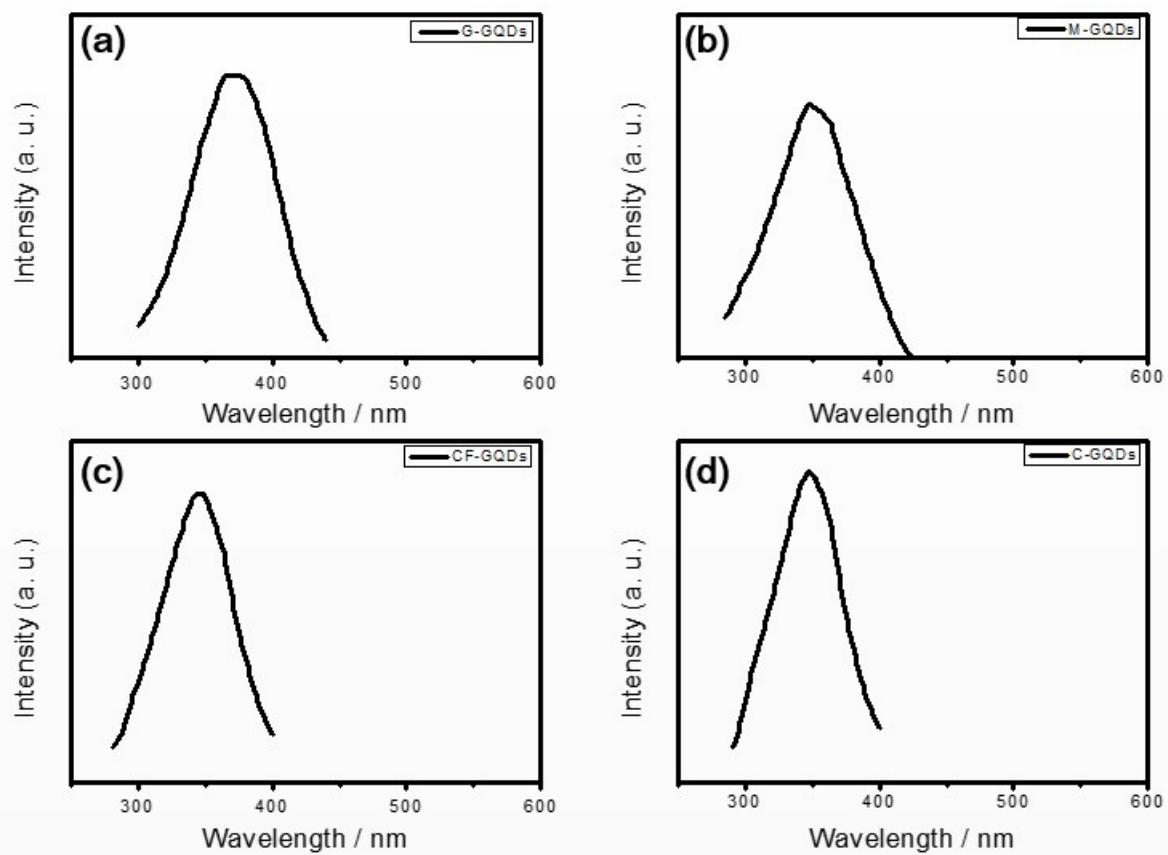 (a)
G-GQDs
Intensity (a. u.)
300 400 500 600
Wavelength / nm
(b)
M-GQDs
Intensity (a. u.)
300 400 500 600
Wavelength / nm
(c)
CF-GQDs
Intensity (a. u.)
300 400 500 600
Wavelength / nm
(d)
C-GQDs
Intensity (a. u.)
300 400 500 600
Wavelength / nm